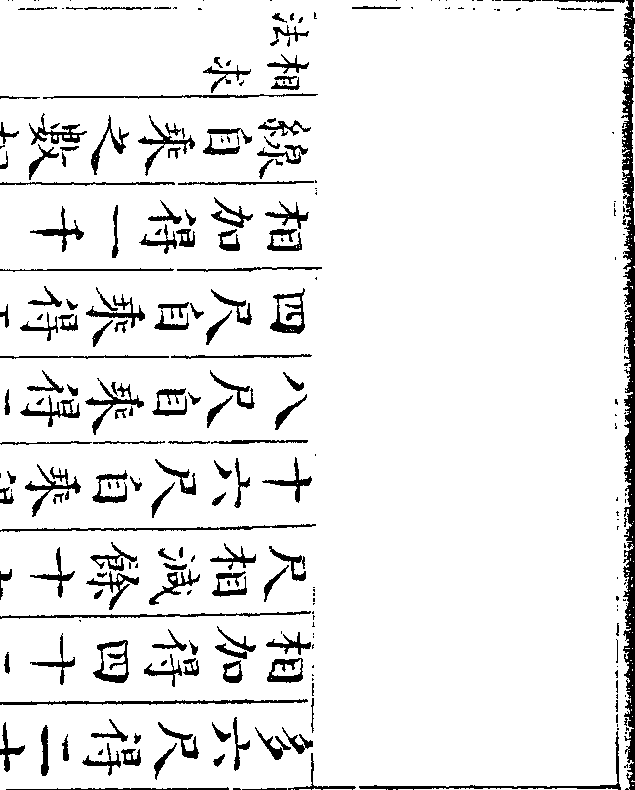 多六尺得二十
相加得四十
尺相減餘十
十六尺自乘
八尺自乘得
四尺自乘得
相加得一千
線自乘之數
相求
法